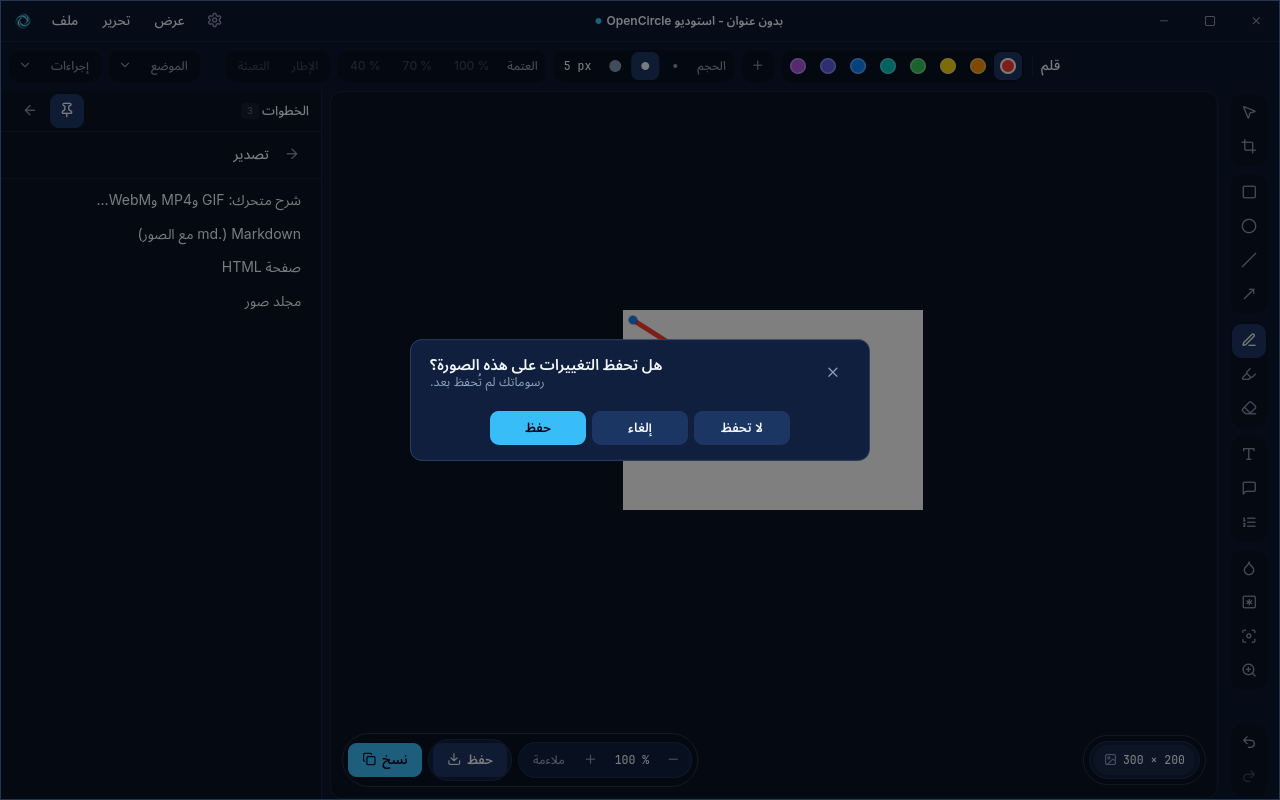 ملف
تحرير
عرض
بدون عنوان - استوديو OpenCircle
قلم
الحجم
5 px
العتمة
100 %
70 %
40 %
الإطار
التعبئة
الموضع
إجراءات
الخطوات 3
تصدير
شرح متحرك: GIF وMP4 وWebM...
Markdown (.md مع الصور)
صفحة HTML
مجلد صور
هل تحفظ التغييرات على هذه الصورة؟
رسوماتك لم تُحفظ بعد.
لا تحفظ
إلغاء
حفظ
نسخ
حفظ
ملاءمة
100 %
300 × 200